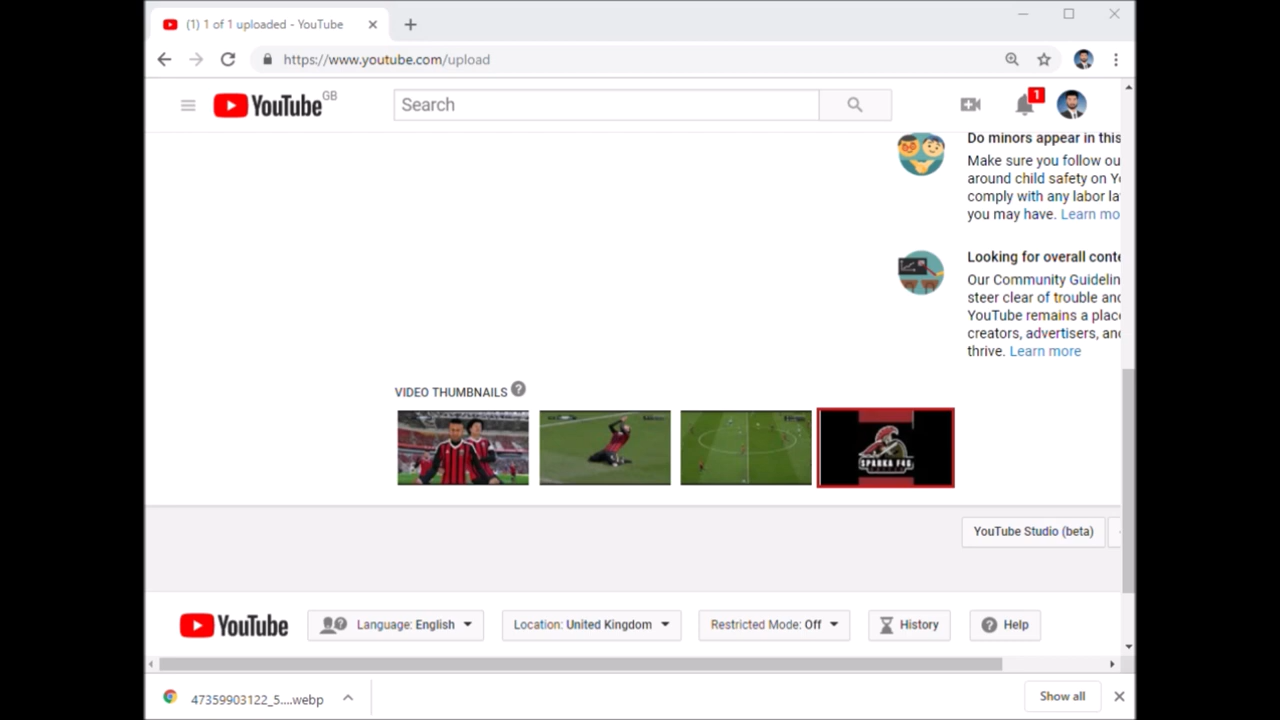 (1) 1 of 1 uploaded - YouTube
https://www.youtube.com/upload
YouTube GB
Search
1
Do minors appear in this
Make sure you follow ou
around child safety on Y
comply with any labor la
you may have. Learn mo
Looking for overall conte
Our Community Guidelin
steer clear of trouble and
YouTube remains a place
creators, advertisers, and
thrive. Learn more
VIDEO THUMBNAILS ?
SPARKA F4G
YouTube Studio (beta)
YouTube
Language: English
Location: United Kingdom
Restricted Mode: Off
History
Help
47359903122_5....webp
Show all